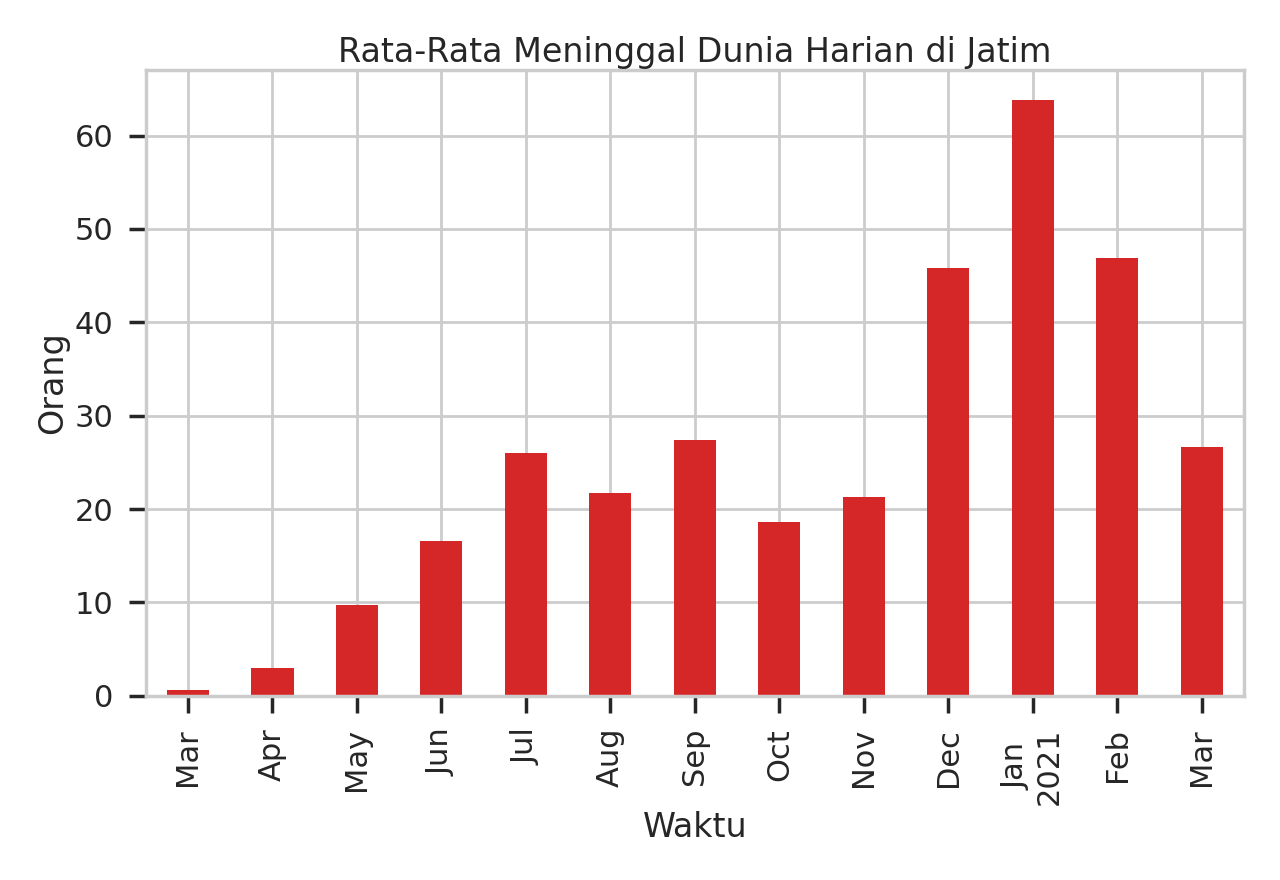 Rata-Rata Meninggal Dunia Harian di Jatim
60
50
40
30
20
10
0
Orang
Mar
Apr
May
Jun
Jul
Aug
Sep
Oct
Nov
Dec
Jan
2021
Feb
Mar
Waktu